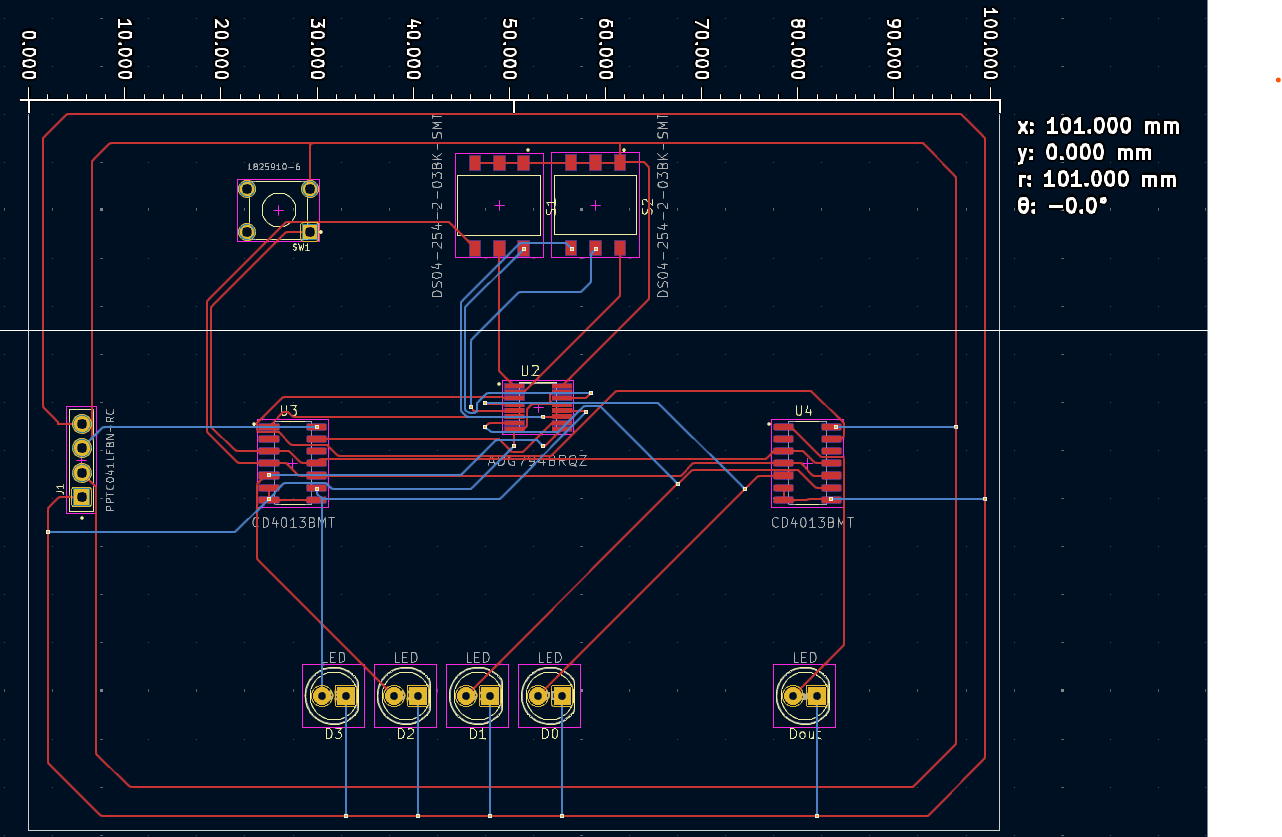 0.000
10.000
20.000
30.000
40.000
50.000
60.000
70.000
80.000
90.000
100.000
x: 101.000 mm
y: 0.000 mm
r: 101.000 mm
θ: -0.0°
L825910-6
SW1
DS04-254-2-03BK-SMT
S1
S2
DS04-254-2-03BK-SMT
U2
ADG794BRQZ
U3
CD4013BMT
U4
CD4013BMT
J1
PPTC041LFBN-RC
LED
LED
LED
LED
LED
D3
D2
D1
D0
Dout